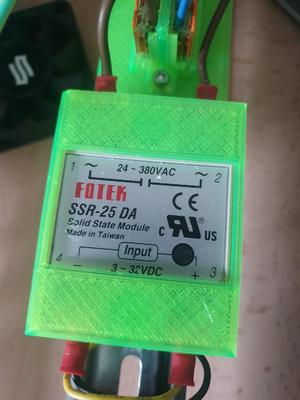 1 ~ 24 ~ 380VAC ~ 2
FOTEK
SSR-25 DA
CE
Solid State Module
c RU US
Made in Taiwan
4 Input
− 3 ~ 32VDC + 3